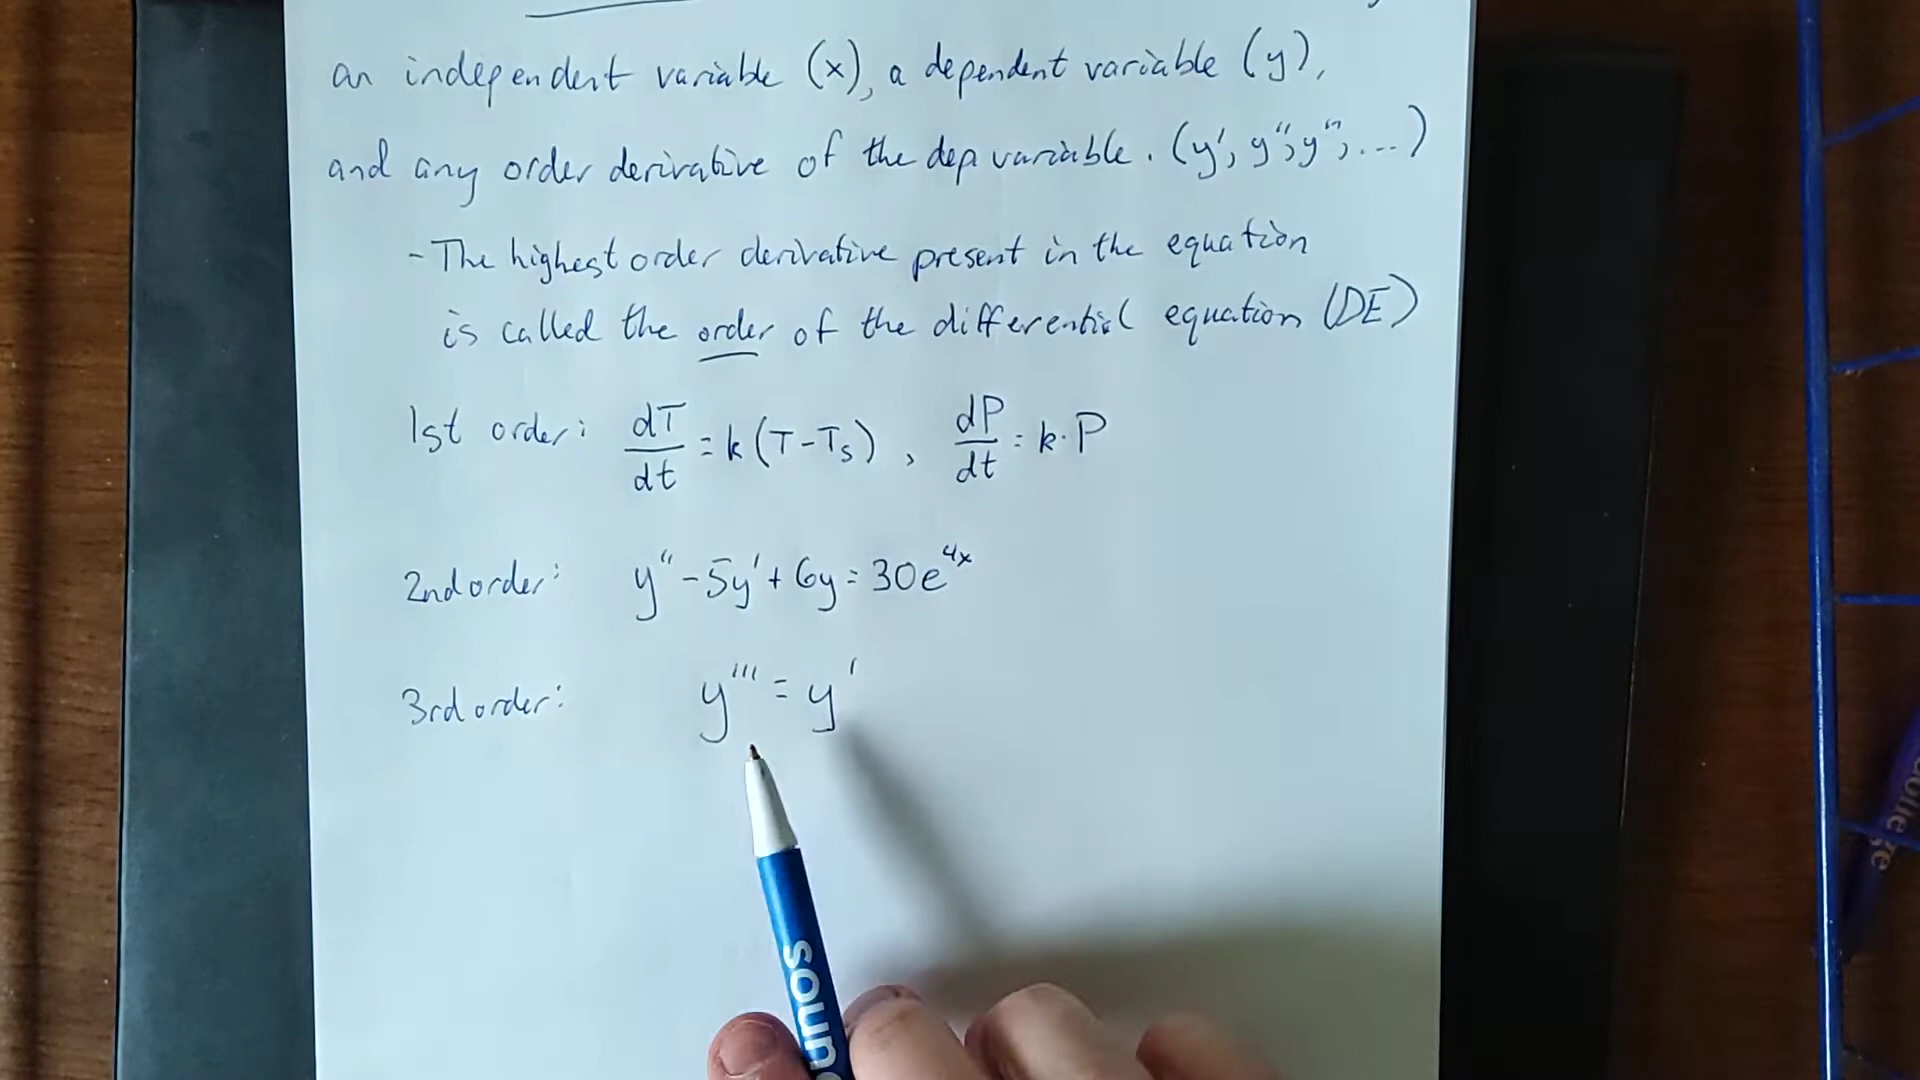 an independent variable (x), a dependent variable (y),
and any order derivative of the dep variable. (y', y'', y''', ...)
- The highest order derivative present in the equation
is called the order of the differential equation (DE)
1st order: dT/dt = k(T-Ts), dP/dt = k·P
2nd order: y'' - 5y' + 6y = 30e^4x
3rd order: y''' = y'